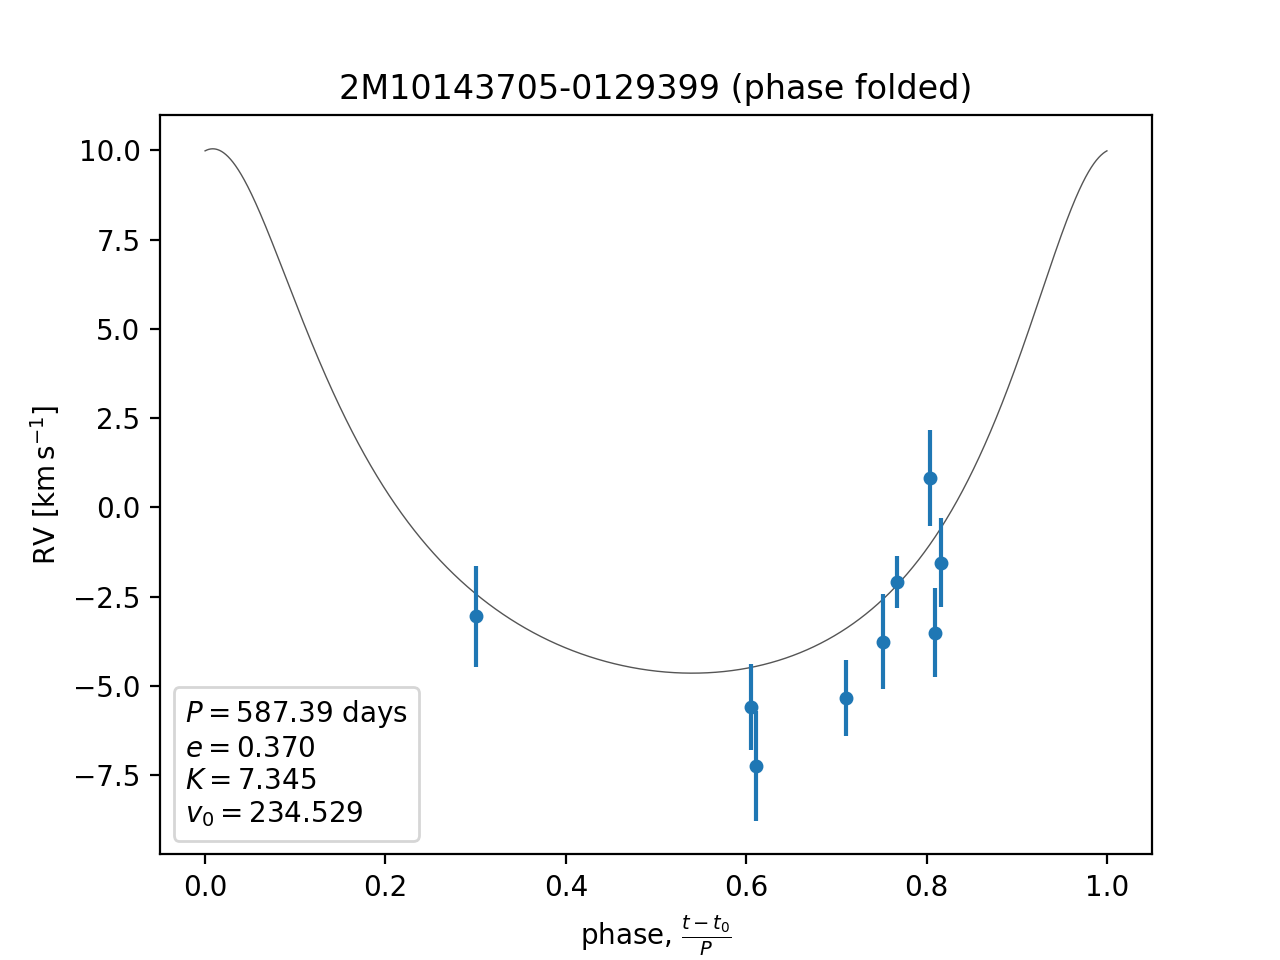 2M10143705-0129399 (phase folded)
RV [km s⁻¹]
10.0
7.5
5.0
2.5
0.0
−2.5
−5.0
−7.5
P = 587.39 days
e = 0.370
K = 7.345
v₀ = 234.529
0.0 0.2 0.4 0.6 0.8 1.0
phase, (t − t₀)/P